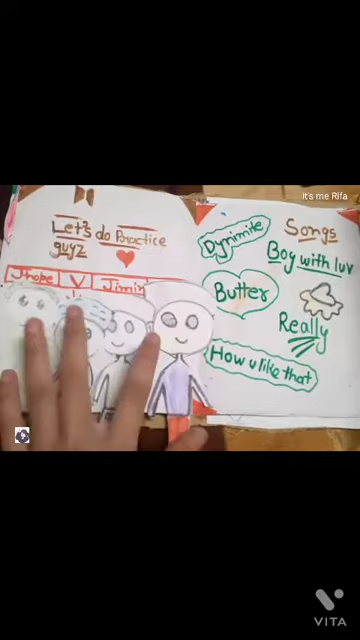 it's me Rifa
Let's do Practice
guyz
Jhope V Jimin
Songs
Dynimite
Boy with luv
Butter
Really
How u like that
VITA